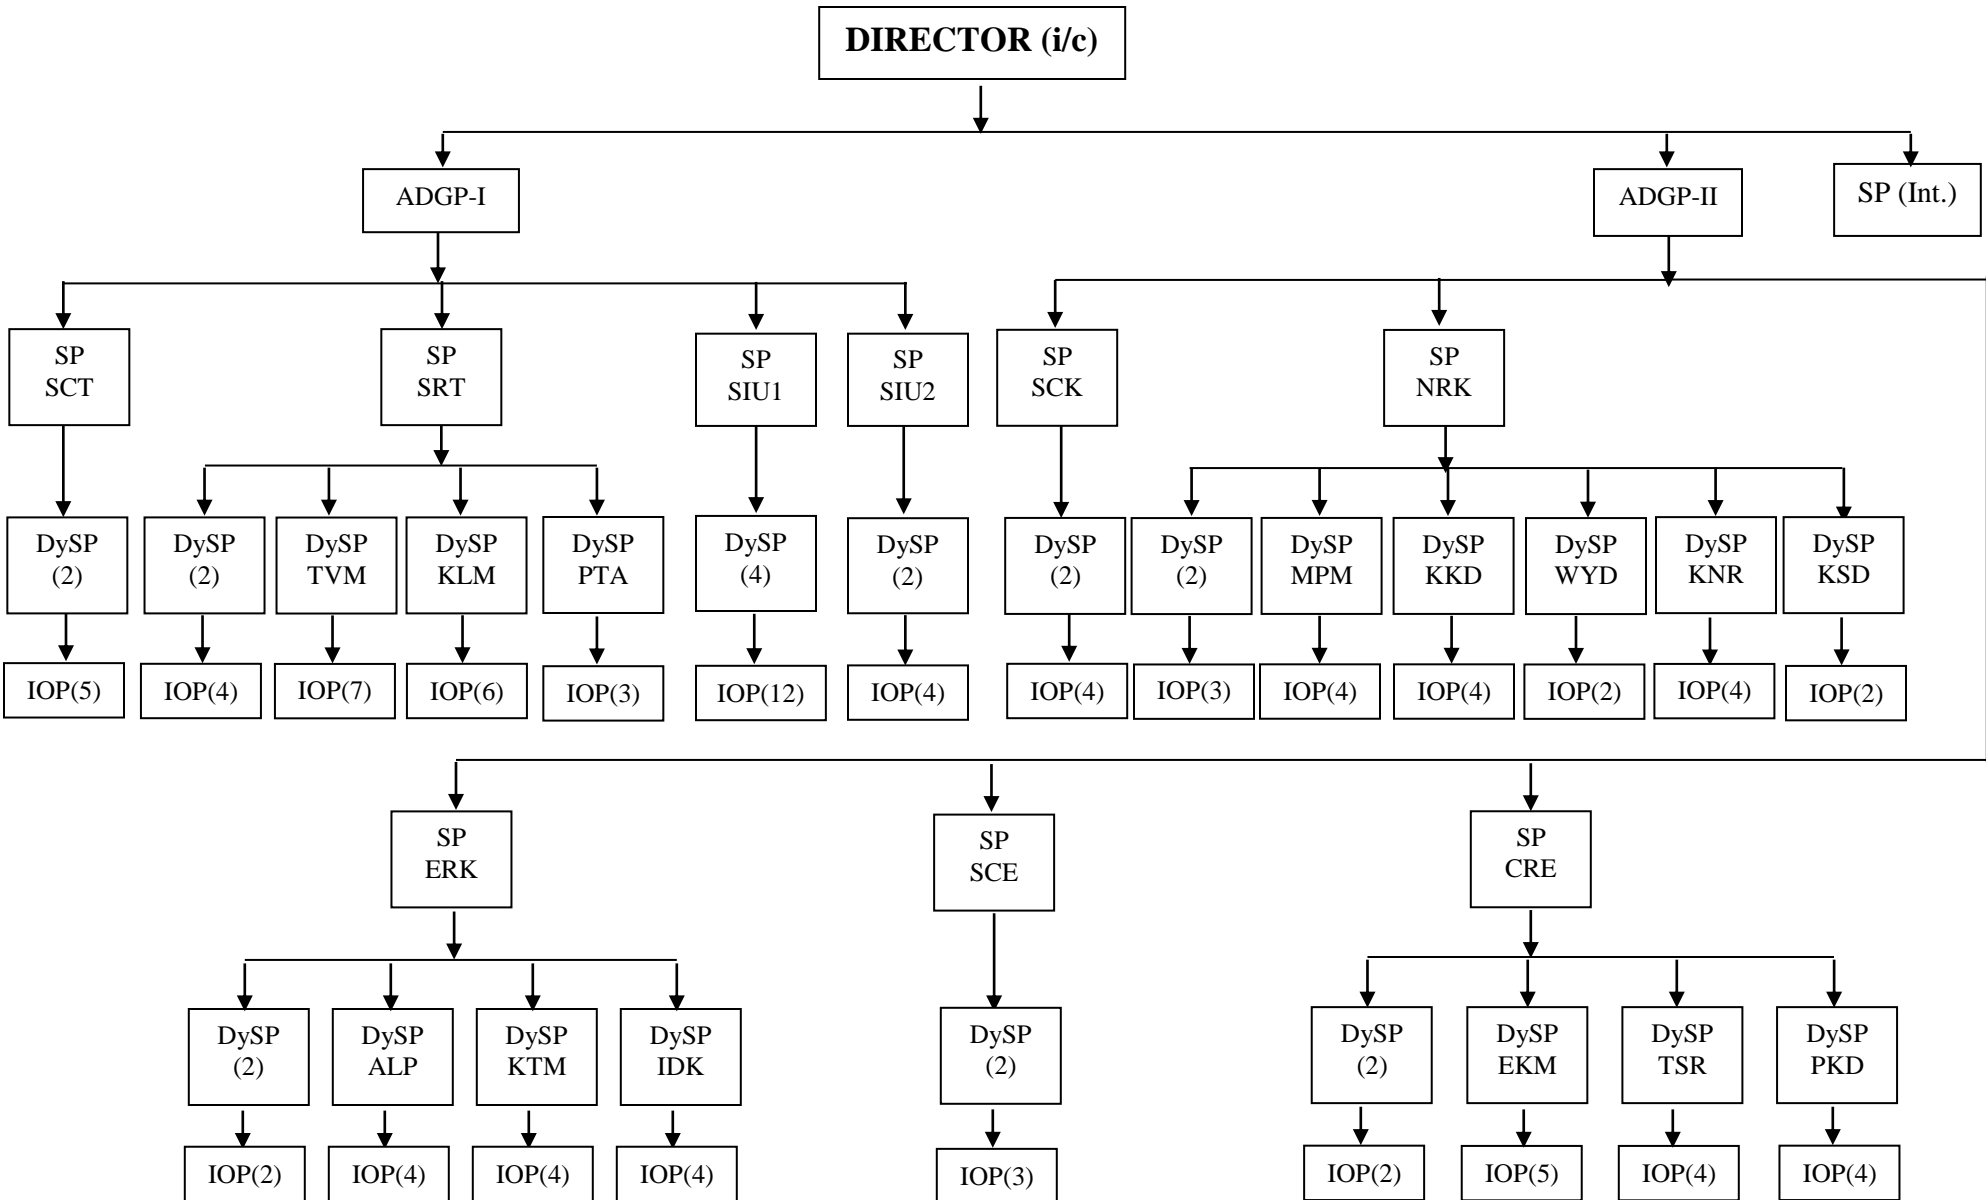 DIRECTOR (i/c)
ADGP-I
ADGP-II
SP (Int.)
SP
SCT
SP
SRT
SP
SIU1
SP
SIU2
SP
SCK
SP
NRK
DySP
(2)
DySP
(2)
DySP
TVM
DySP
KLM
DySP
PTA
DySP
(4)
DySP
(2)
DySP
(2)
DySP
(2)
DySP
MPM
DySP
KKD
DySP
WYD
DySP
KNR
DySP
KSD
IOP(5)
IOP(4)
IOP(7)
IOP(6)
IOP(3)
IOP(12)
IOP(4)
IOP(4)
IOP(3)
IOP(4)
IOP(4)
IOP(2)
IOP(4)
IOP(2)
SP
ERK
SP
SCE
SP
CRE
DySP
(2)
DySP
ALP
DySP
KTM
DySP
IDK
DySP
(2)
DySP
(2)
DySP
EKM
DySP
TSR
DySP
PKD
IOP(2)
IOP(4)
IOP(4)
IOP(4)
IOP(3)
IOP(2)
IOP(5)
IOP(4)
IOP(4)